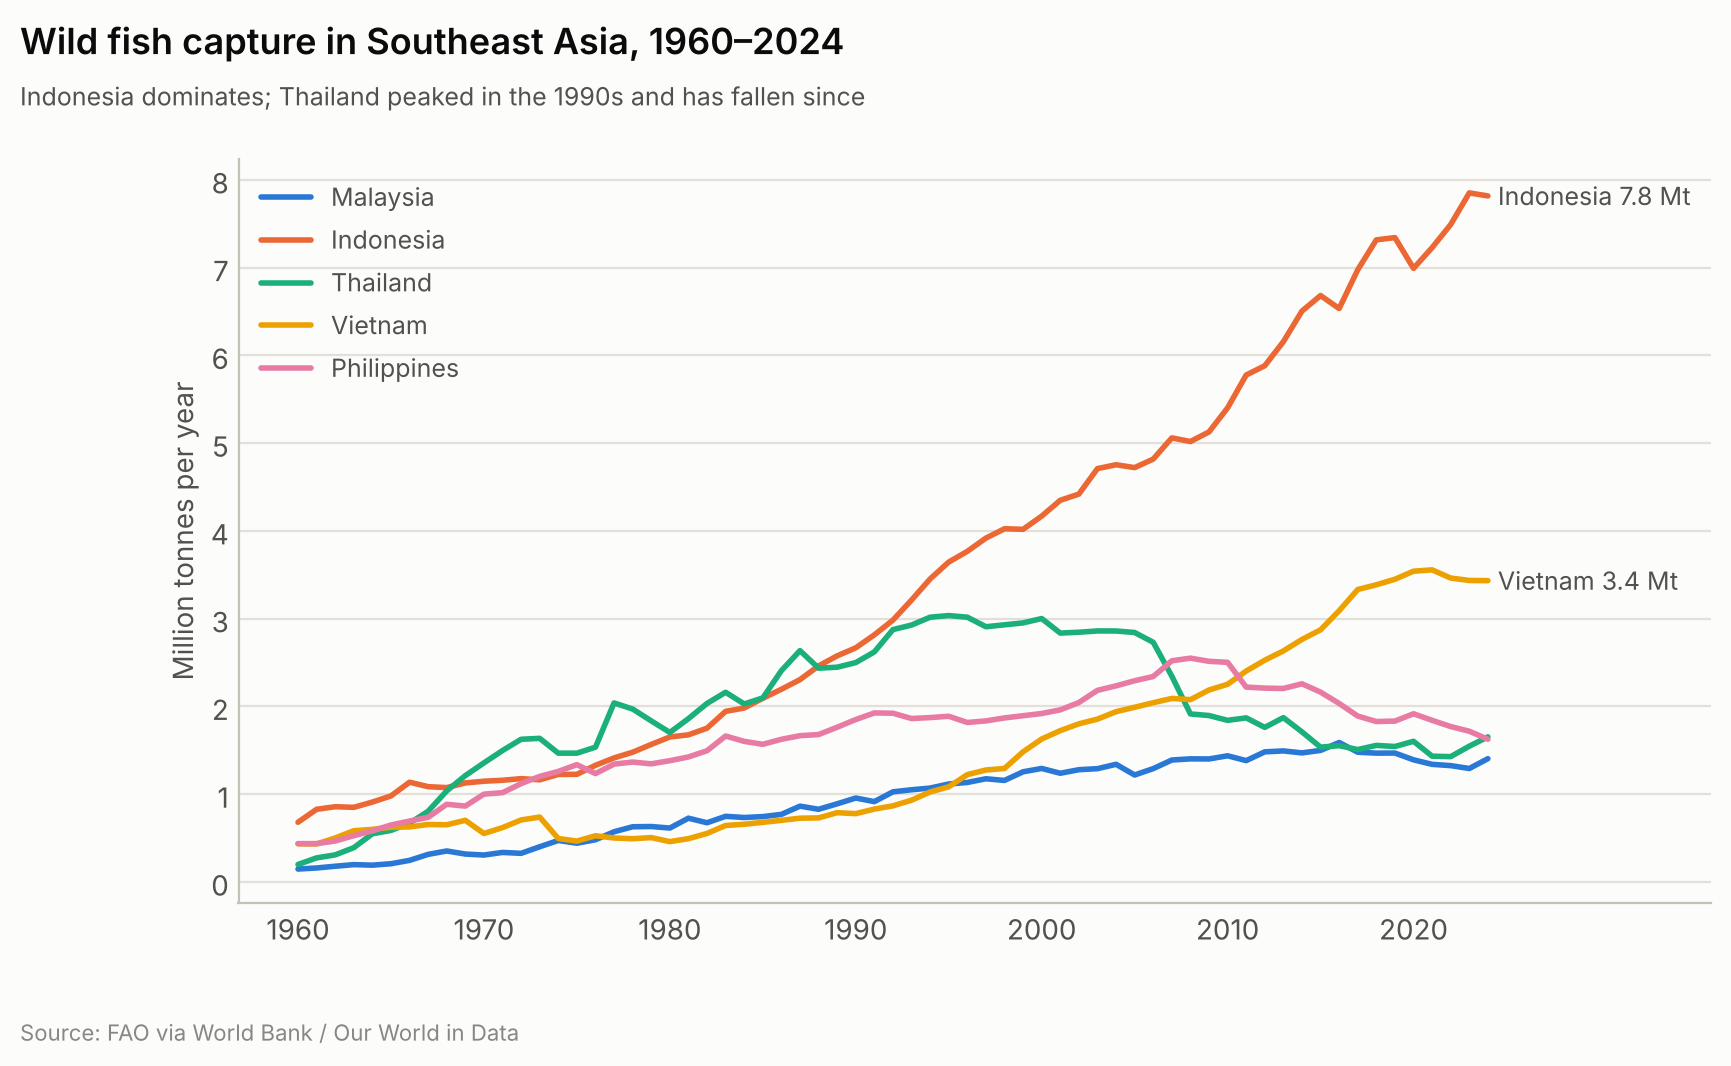 Wild fish capture in Southeast Asia, 1960–2024
Indonesia dominates; Thailand peaked in the 1990s and has fallen since
Million tonnes per year
8
7
6
5
4
3
2
1
0
Malaysia
Indonesia
Thailand
Vietnam
Philippines
Indonesia 7.8 Mt
Vietnam 3.4 Mt
1960 1970 1980 1990 2000 2010 2020
Source: FAO via World Bank / Our World in Data